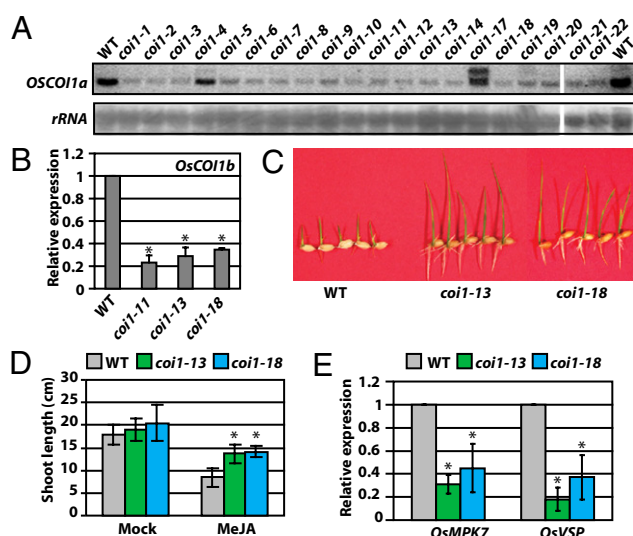 A
WT coi1-1 coi1-2 coi1-3 coi1-4 coi1-5 coi1-6 coi1-7 coi1-8 coi1-9 coi1-10 coi1-11 coi1-12 coi1-13 coi1-14 coi1-17 coi1-18 coi1-19 coi1-20 coi1-21 coi1-22 WT
OSCOI1a
rRNA
B
OsCOI1b
Relative expression
1.2
1
0.8
0.6
0.4
0.2
0
* * *
WT coi1-11 coi1-13 coi1-18
C
WT coi1-13 coi1-18
D
WT coi1-13 coi1-18
Shoot length (cm)
30
25
20
15
10
5
0
* *
Mock MeJA
E
WT coi1-13 coi1-18
Relative expression
1.2
1
0.8
0.6
0.4
0.2
0
* * * *
OsMPK7 OsVSP